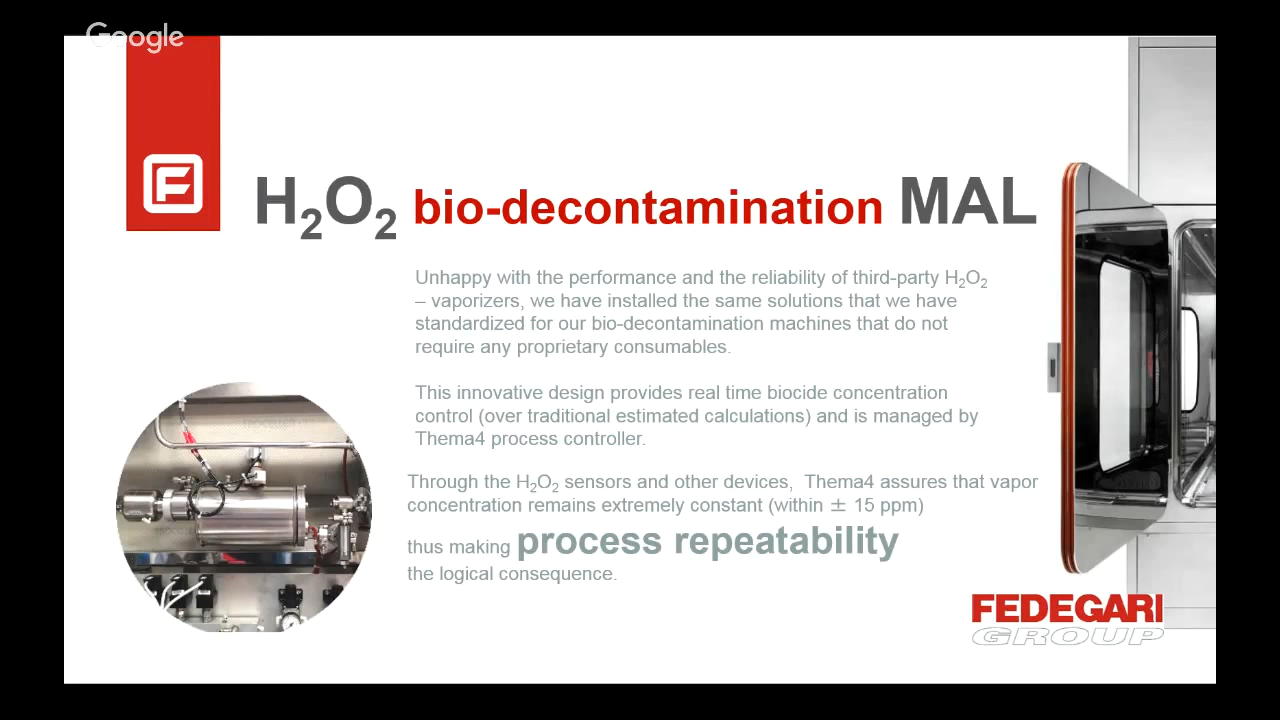 Google
F
H₂O₂ bio-decontamination MAL
Unhappy with the performance and the reliability of third-party H₂O₂
– vaporizers, we have installed the same solutions that we have
standardized for our bio-decontamination machines that do not
require any proprietary consumables.
This innovative design provides real time biocide concentration
control (over traditional estimated calculations) and is managed by
Thema4 process controller.
Through the H₂O₂ sensors and other devices,  Thema4 assures that vapor
concentration remains extremely constant (within ± 15 ppm)
thus making process repeatability
the logical consequence.
FEDEGARI
GROUP